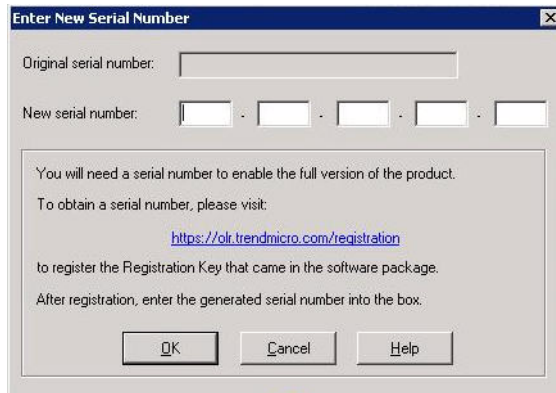 Enter New Serial Number
Original serial number:
New serial number: - - - -
You will need a serial number to enable the full version of the product.
To obtain a serial number, please visit:
https://olr.trendmicro.com/registration
to register the Registration Key that came in the software package.
After registration, enter the generated serial number into the box.
OK Cancel Help